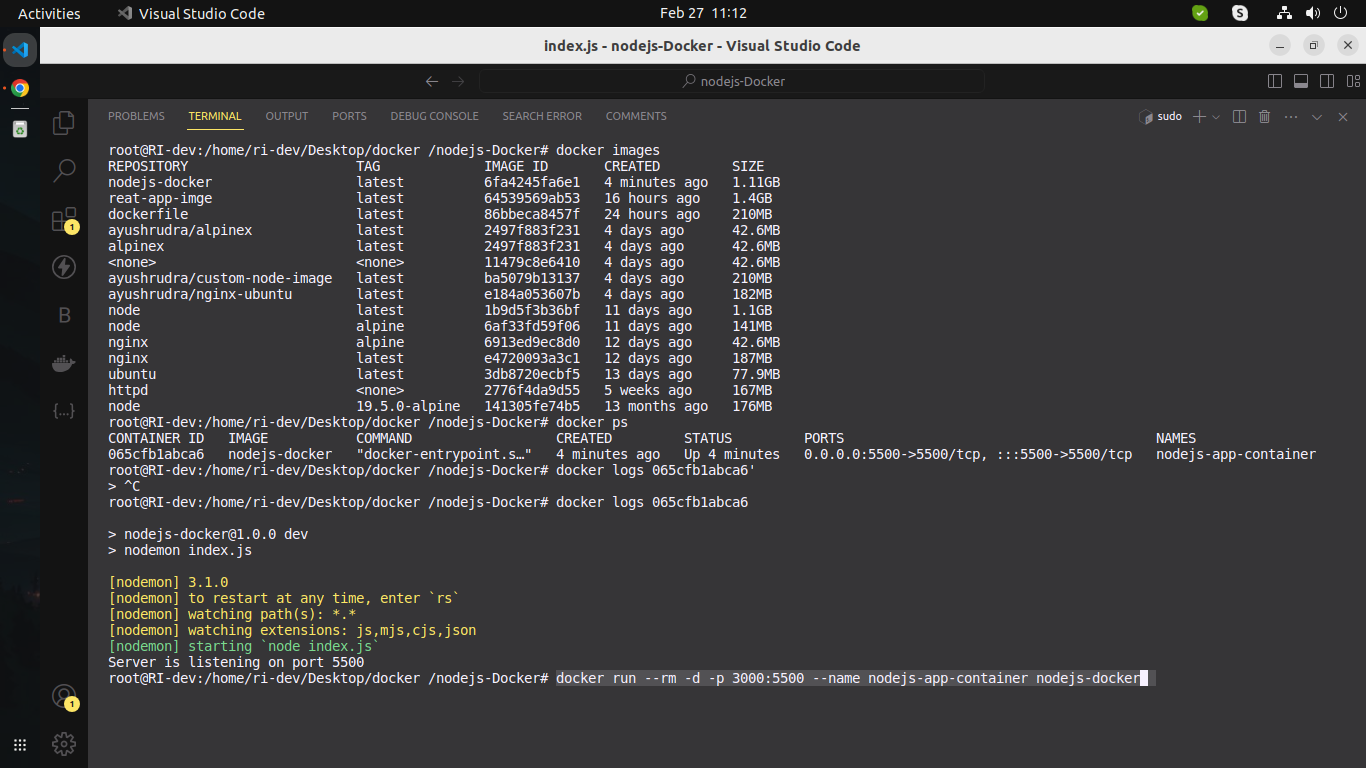 Activities Visual Studio Code Feb 27 11:12 S
index.js - nodejs-Docker - Visual Studio Code
nodejs-Docker
PROBLEMS TERMINAL OUTPUT PORTS DEBUG CONSOLE SEARCH ERROR COMMENTS sudo
root@RI-dev:/home/ri-dev/Desktop/docker /nodejs-Docker# docker images
REPOSITORY TAG IMAGE ID CREATED SIZE
nodejs-docker latest 6fa4245fa6e1 4 minutes ago 1.11GB
reat-app-imge latest 64539569ab53 16 hours ago 1.4GB
dockerfile latest 86bbeca8457f 24 hours ago 210MB
ayushrudra/alpinex latest 2497f883f231 4 days ago 42.6MB
alpinex latest 2497f883f231 4 days ago 42.6MB
<none> <none> 11479c8e6410 4 days ago 42.6MB
ayushrudra/custom-node-image latest ba5079b13137 4 days ago 210MB
ayushrudra/nginx-ubuntu latest e184a053607b 4 days ago 182MB
node latest 1b9d5f3b36bf 11 days ago 1.1GB
node alpine 6af33fd59f06 11 days ago 141MB
nginx alpine 6913ed9ec8d0 12 days ago 42.6MB
nginx latest e4720093a3c1 12 days ago 187MB
ubuntu latest 3db8720ecbf5 13 days ago 77.9MB
httpd <none> 2776f4da9d55 5 weeks ago 167MB
node 19.5.0-alpine 141305fe74b5 13 months ago 176MB
root@RI-dev:/home/ri-dev/Desktop/docker /nodejs-Docker# docker ps
CONTAINER ID IMAGE COMMAND CREATED STATUS PORTS NAMES
065cfb1abca6 nodejs-docker "docker-entrypoint.s…" 4 minutes ago Up 4 minutes 0.0.0.0:5500->5500/tcp, :::5500->5500/tcp nodejs-app-container
root@RI-dev:/home/ri-dev/Desktop/docker /nodejs-Docker# docker logs 065cfb1abca6'
> ^C
root@RI-dev:/home/ri-dev/Desktop/docker /nodejs-Docker# docker logs 065cfb1abca6
> nodejs-docker@1.0.0 dev
> nodemon index.js
[nodemon] 3.1.0
[nodemon] to restart at any time, enter `rs`
[nodemon] watching path(s): *.*
[nodemon] watching extensions: js,mjs,cjs,json
[nodemon] starting `node index.js`
Server is listening on port 5500
root@RI-dev:/home/ri-dev/Desktop/docker /nodejs-Docker# docker run --rm -d -p 3000:5500 --name nodejs-app-container nodejs-docker
1
B
{...}
1